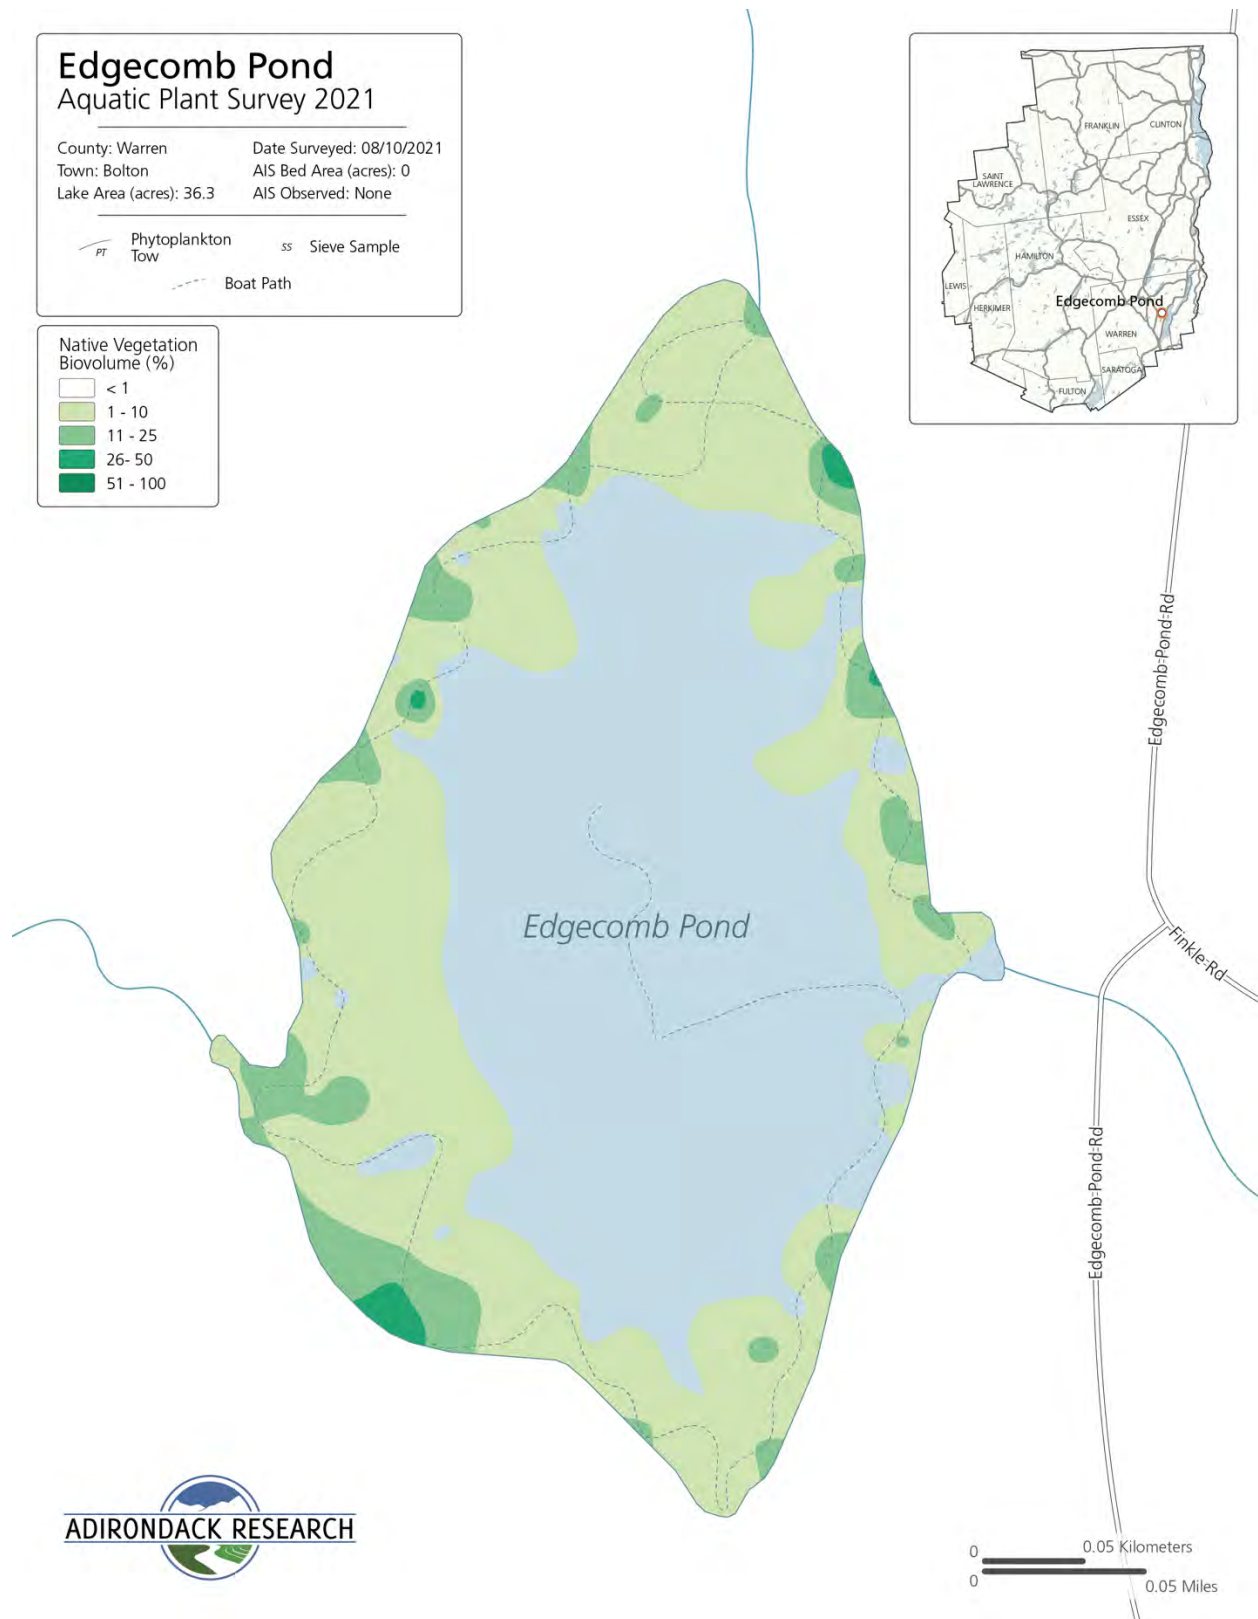 Edgecomb Pond
Aquatic Plant Survey 2021
County: Warren
Date Surveyed: 08/10/2021
Town: Bolton
AIS Bed Area (acres): 0
Lake Area (acres): 36.3
AIS Observed: None
PT
Phytoplankton
Tow
SS
Sieve Sample
Boat Path
Native Vegetation
Biovolume (%)
< 1
1 - 10
11 - 25
26- 50
51 - 100
FRANKLIN
CLINTON
SAINT
LAWRENCE
ESSEX
HAMILTON
LEWIS
HERKIMER
Edgecomb Pond
WARREN
SARATOGA
FULTON
Edgecomb-Pond-Rd
Edgecomb Pond
Finkle-Rd
Edgecomb-Pond-Rd
ADIRONDACK RESEARCH
0
0.05 Kilometers
0
0.05 Miles